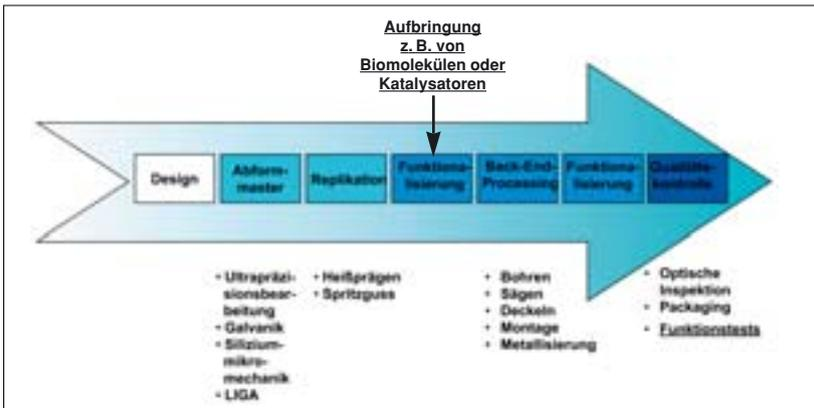 Aufbringung
z. B. von
Biomolekülen oder
Katalysatoren
Design
Abform-
master
Replikation
Funktiona-
lisierung
Back-End-
Processing
Funktiona-
lisierung
Qualitäts-
kontrolle
• Ultrapräzi-
sionsbear-
beitung
• Galvanik
• Silizium-
mikro-
mechanik
• LIGA
• Heißprägen
• Spritzguss
• Bohren
• Sägen
• Deckeln
• Montage
• Metallisierung
• Optische
Inspektion
• Packaging
• Funktionstests